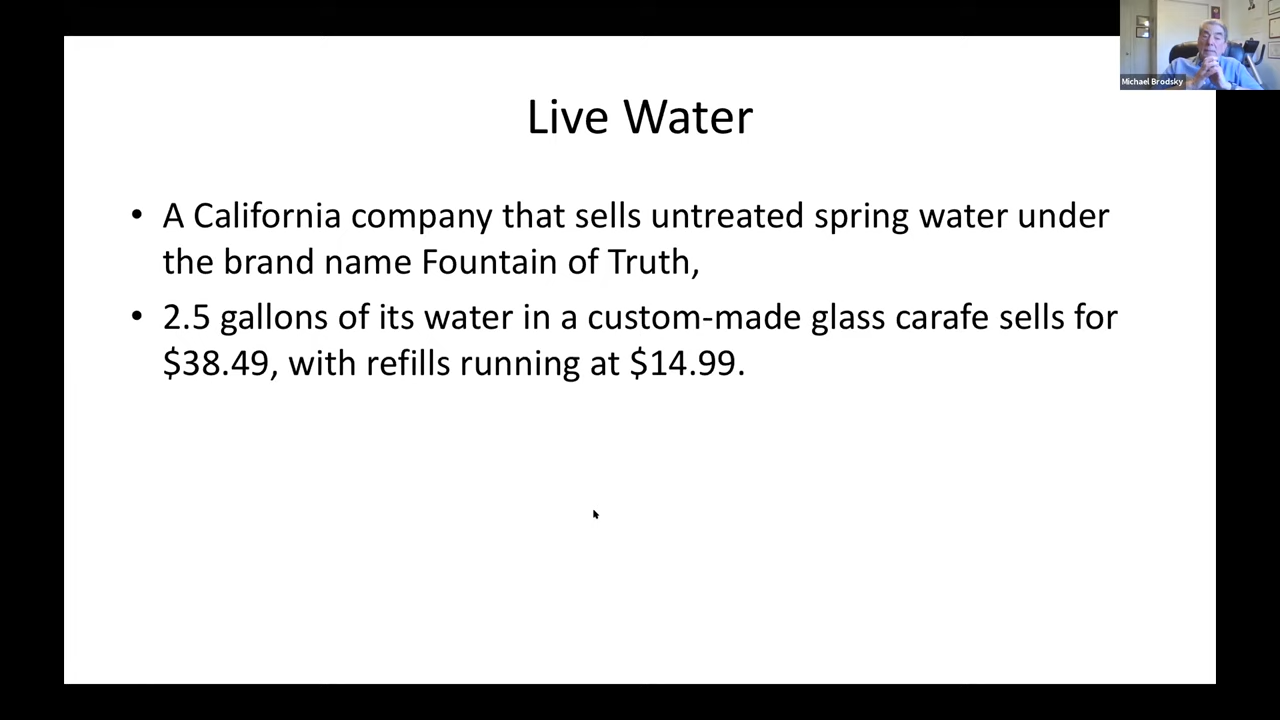 Michael Brodsky
Live Water
• A California company that sells untreated spring water under
the brand name Fountain of Truth,
• 2.5 gallons of its water in a custom-made glass carafe sells for
$38.49, with refills running at $14.99.